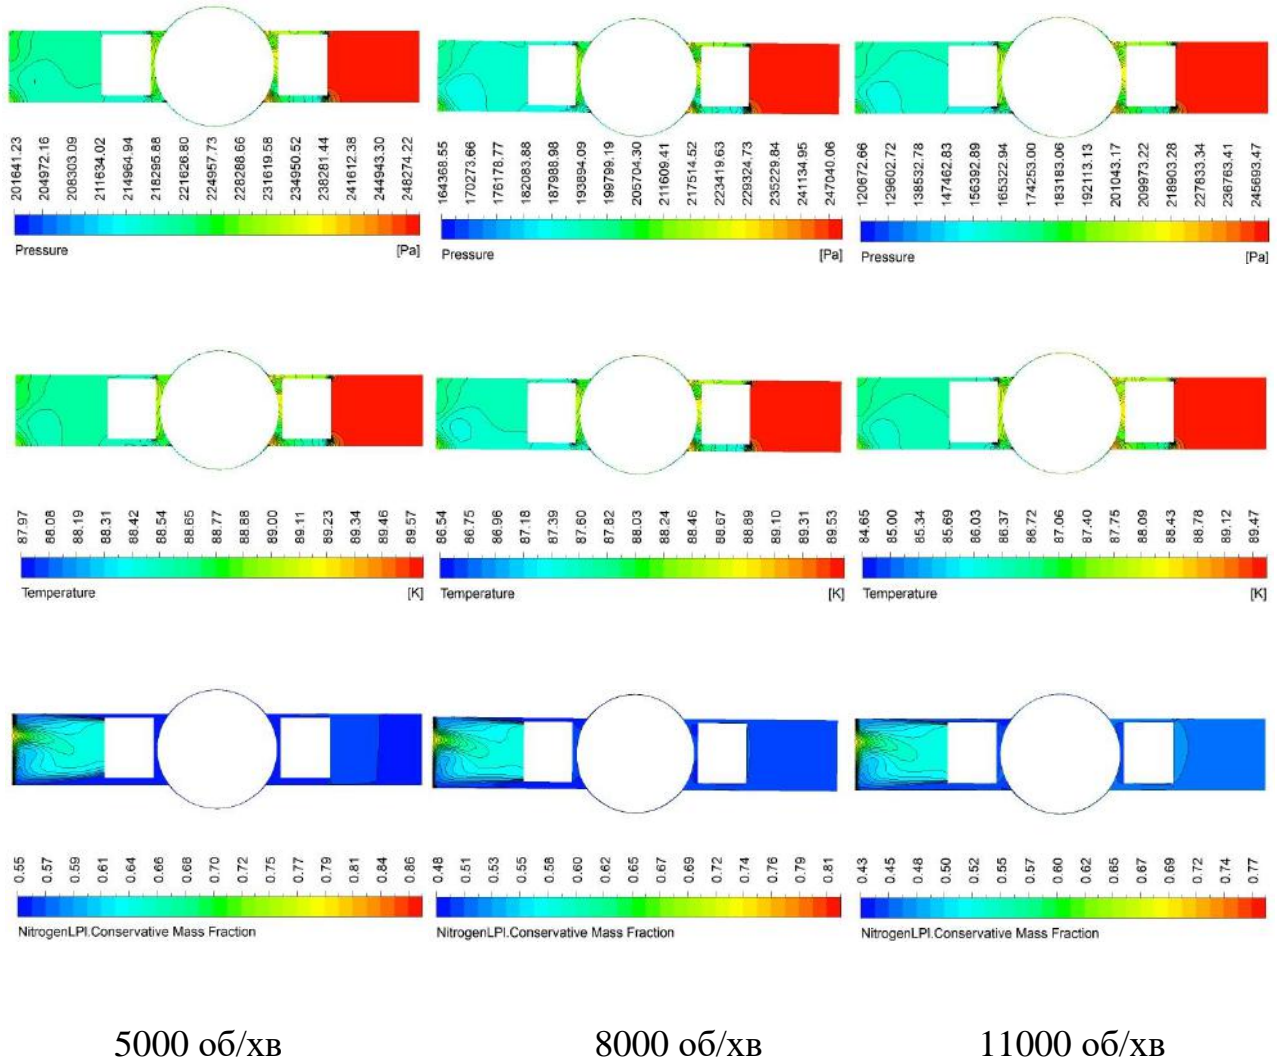 201641.23 204972.16 208303.09 211634.02 214964.94 218295.88 221626.80 224957.73 228288.66 231619.58 234950.52 238281.44 241612.38 244943.30 248274.22
Pressure [Pa]
164368.55 170273.66 176178.77 182083.88 187988.98 193894.09 199799.19 205704.30 211609.41 217514.52 223419.63 229324.73 235229.84 241134.95 247040.06
Pressure [Pa]
120672.66 129602.72 138532.78 147462.83 156392.89 165322.94 174253.00 183183.06 192113.13 201043.17 209973.22 218903.28 227833.34 236763.41 245693.47
Pressure [Pa]
87.97 88.08 88.19 88.31 88.42 88.54 88.65 88.77 88.88 89.00 89.11 89.23 89.34 89.46 89.57
Temperature [K]
86.54 86.75 86.96 87.18 87.39 87.60 87.82 88.03 88.24 88.46 88.67 88.89 89.10 89.31 89.53
Temperature [K]
84.65 85.00 85.34 85.69 86.03 86.37 86.72 87.06 87.40 87.75 88.09 88.43 88.78 89.12 89.47
Temperature [K]
0.55 0.57 0.59 0.61 0.64 0.66 0.68 0.70 0.72 0.75 0.77 0.79 0.81 0.84 0.86
NitrogenLPI.Conservative Mass Fraction
0.48 0.51 0.53 0.55 0.58 0.60 0.62 0.65 0.67 0.69 0.72 0.74 0.76 0.79 0.81
NitrogenLPI.Conservative Mass Fraction
0.43 0.45 0.48 0.50 0.52 0.55 0.57 0.60 0.62 0.65 0.67 0.69 0.72 0.74 0.77
NitrogenLPI.Conservative Mass Fraction
5000 об/хв 8000 об/хв 11000 об/хв